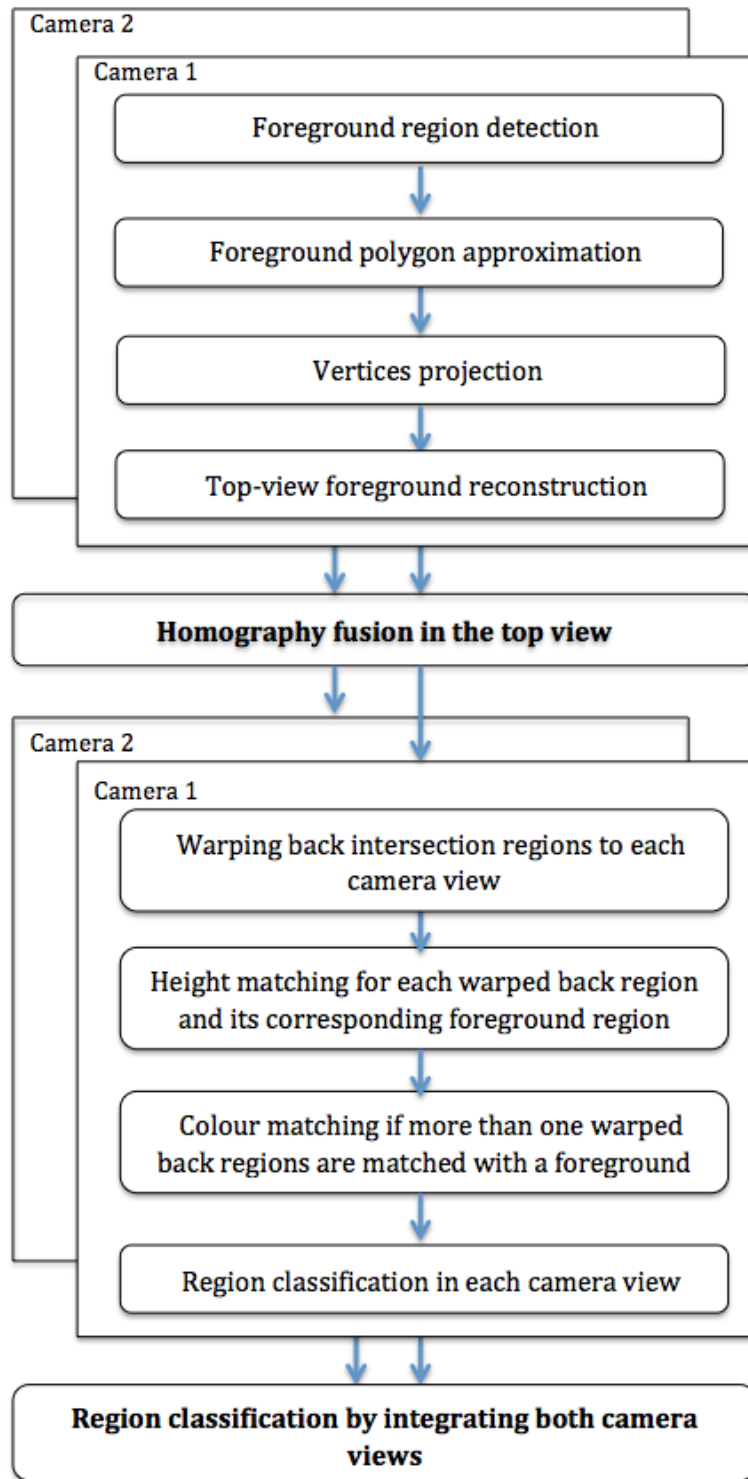 Camera 2
Camera 1
Foreground region detection
Foreground polygon approximation
Vertices projection
Top-view foreground reconstruction
Homography fusion in the top view
Camera 2
Camera 1
Warping back intersection regions to each
camera view
Height matching for each warped back region
and its corresponding foreground region
Colour matching if more than one warped
back regions are matched with a foreground
Region classification in each camera view
Region classification by integrating both camera
views